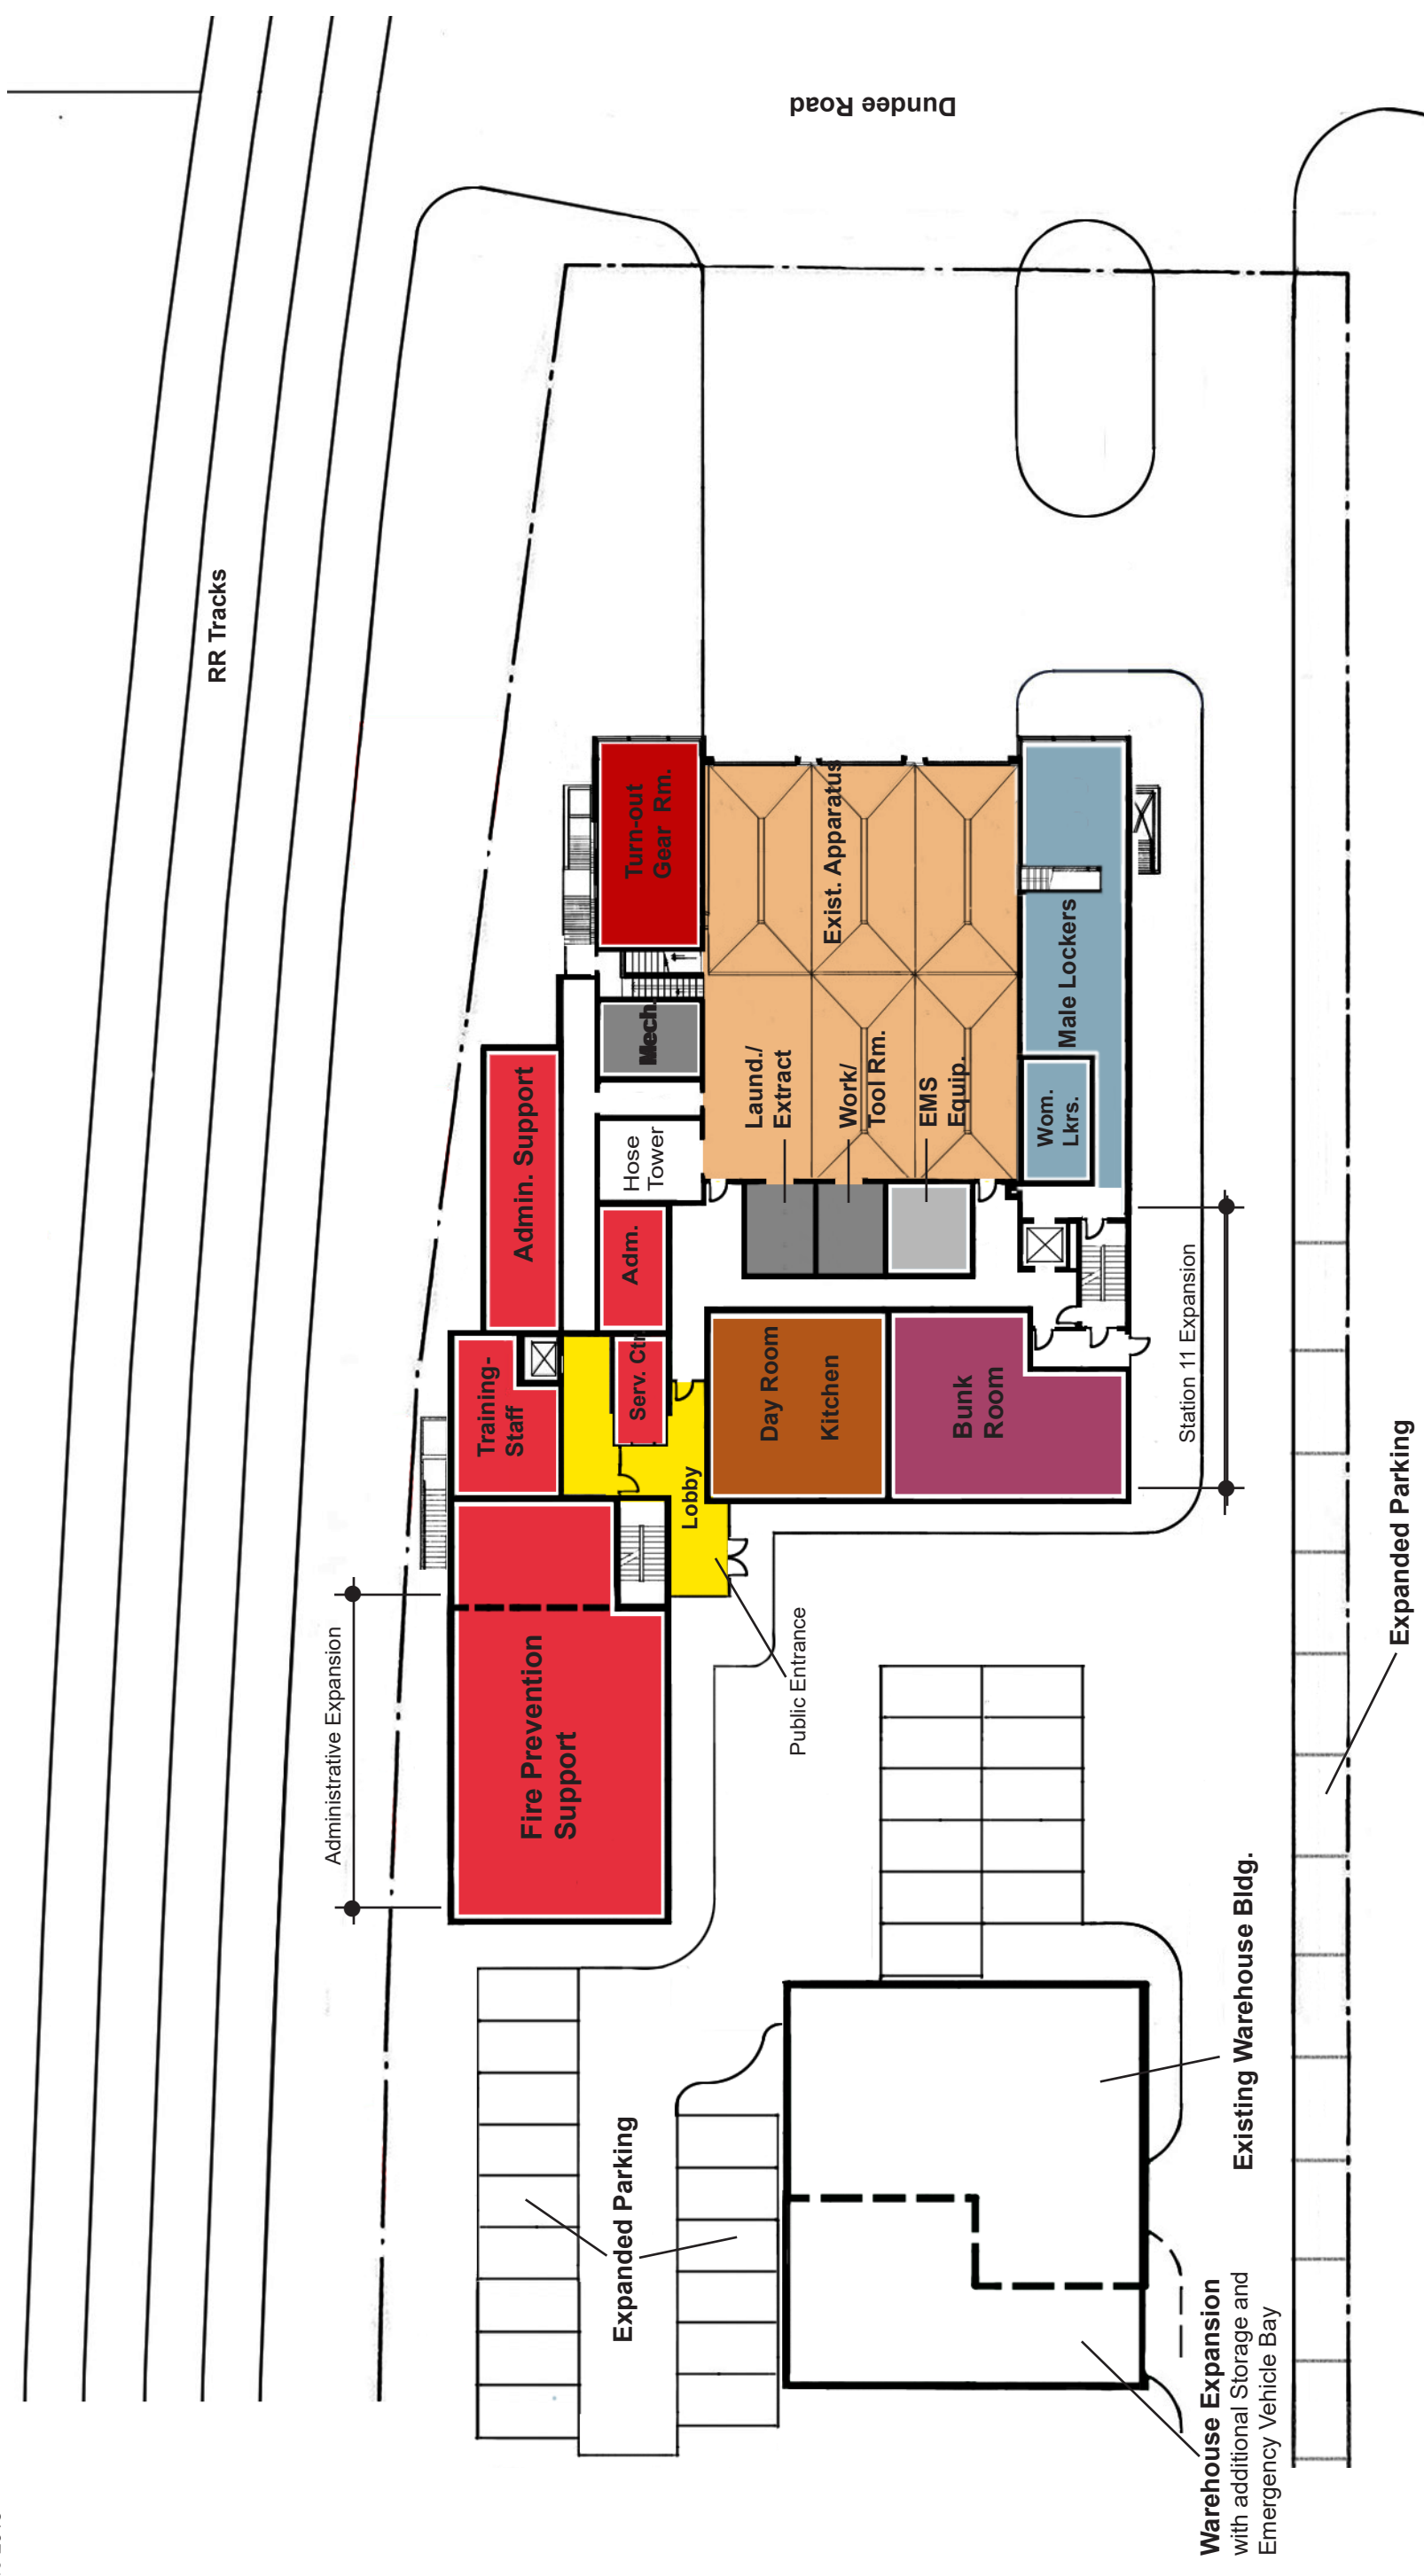 Dundee Road
RR Tracks
Turn-out
Gear Rm.
Exist. Apparatus
Male Lockers
Mech.
Admin. Support
Hose
Tower
Laund./
Extract
Work/
Tool Rm.
EMS
Equip.
Wom.
Lkrs.
Adm.
Serv. Ctr
Training-
Staff
Day Room
Kitchen
Bunk
Room
Station 11 Expansion
Lobby
Public Entrance
Administrative Expansion
Fire Prevention
Support
Expanded Parking
Expanded Parking
Existing Warehouse Bldg.
Warehouse Expansion
with additional Storage and
Emergency Vehicle Bay